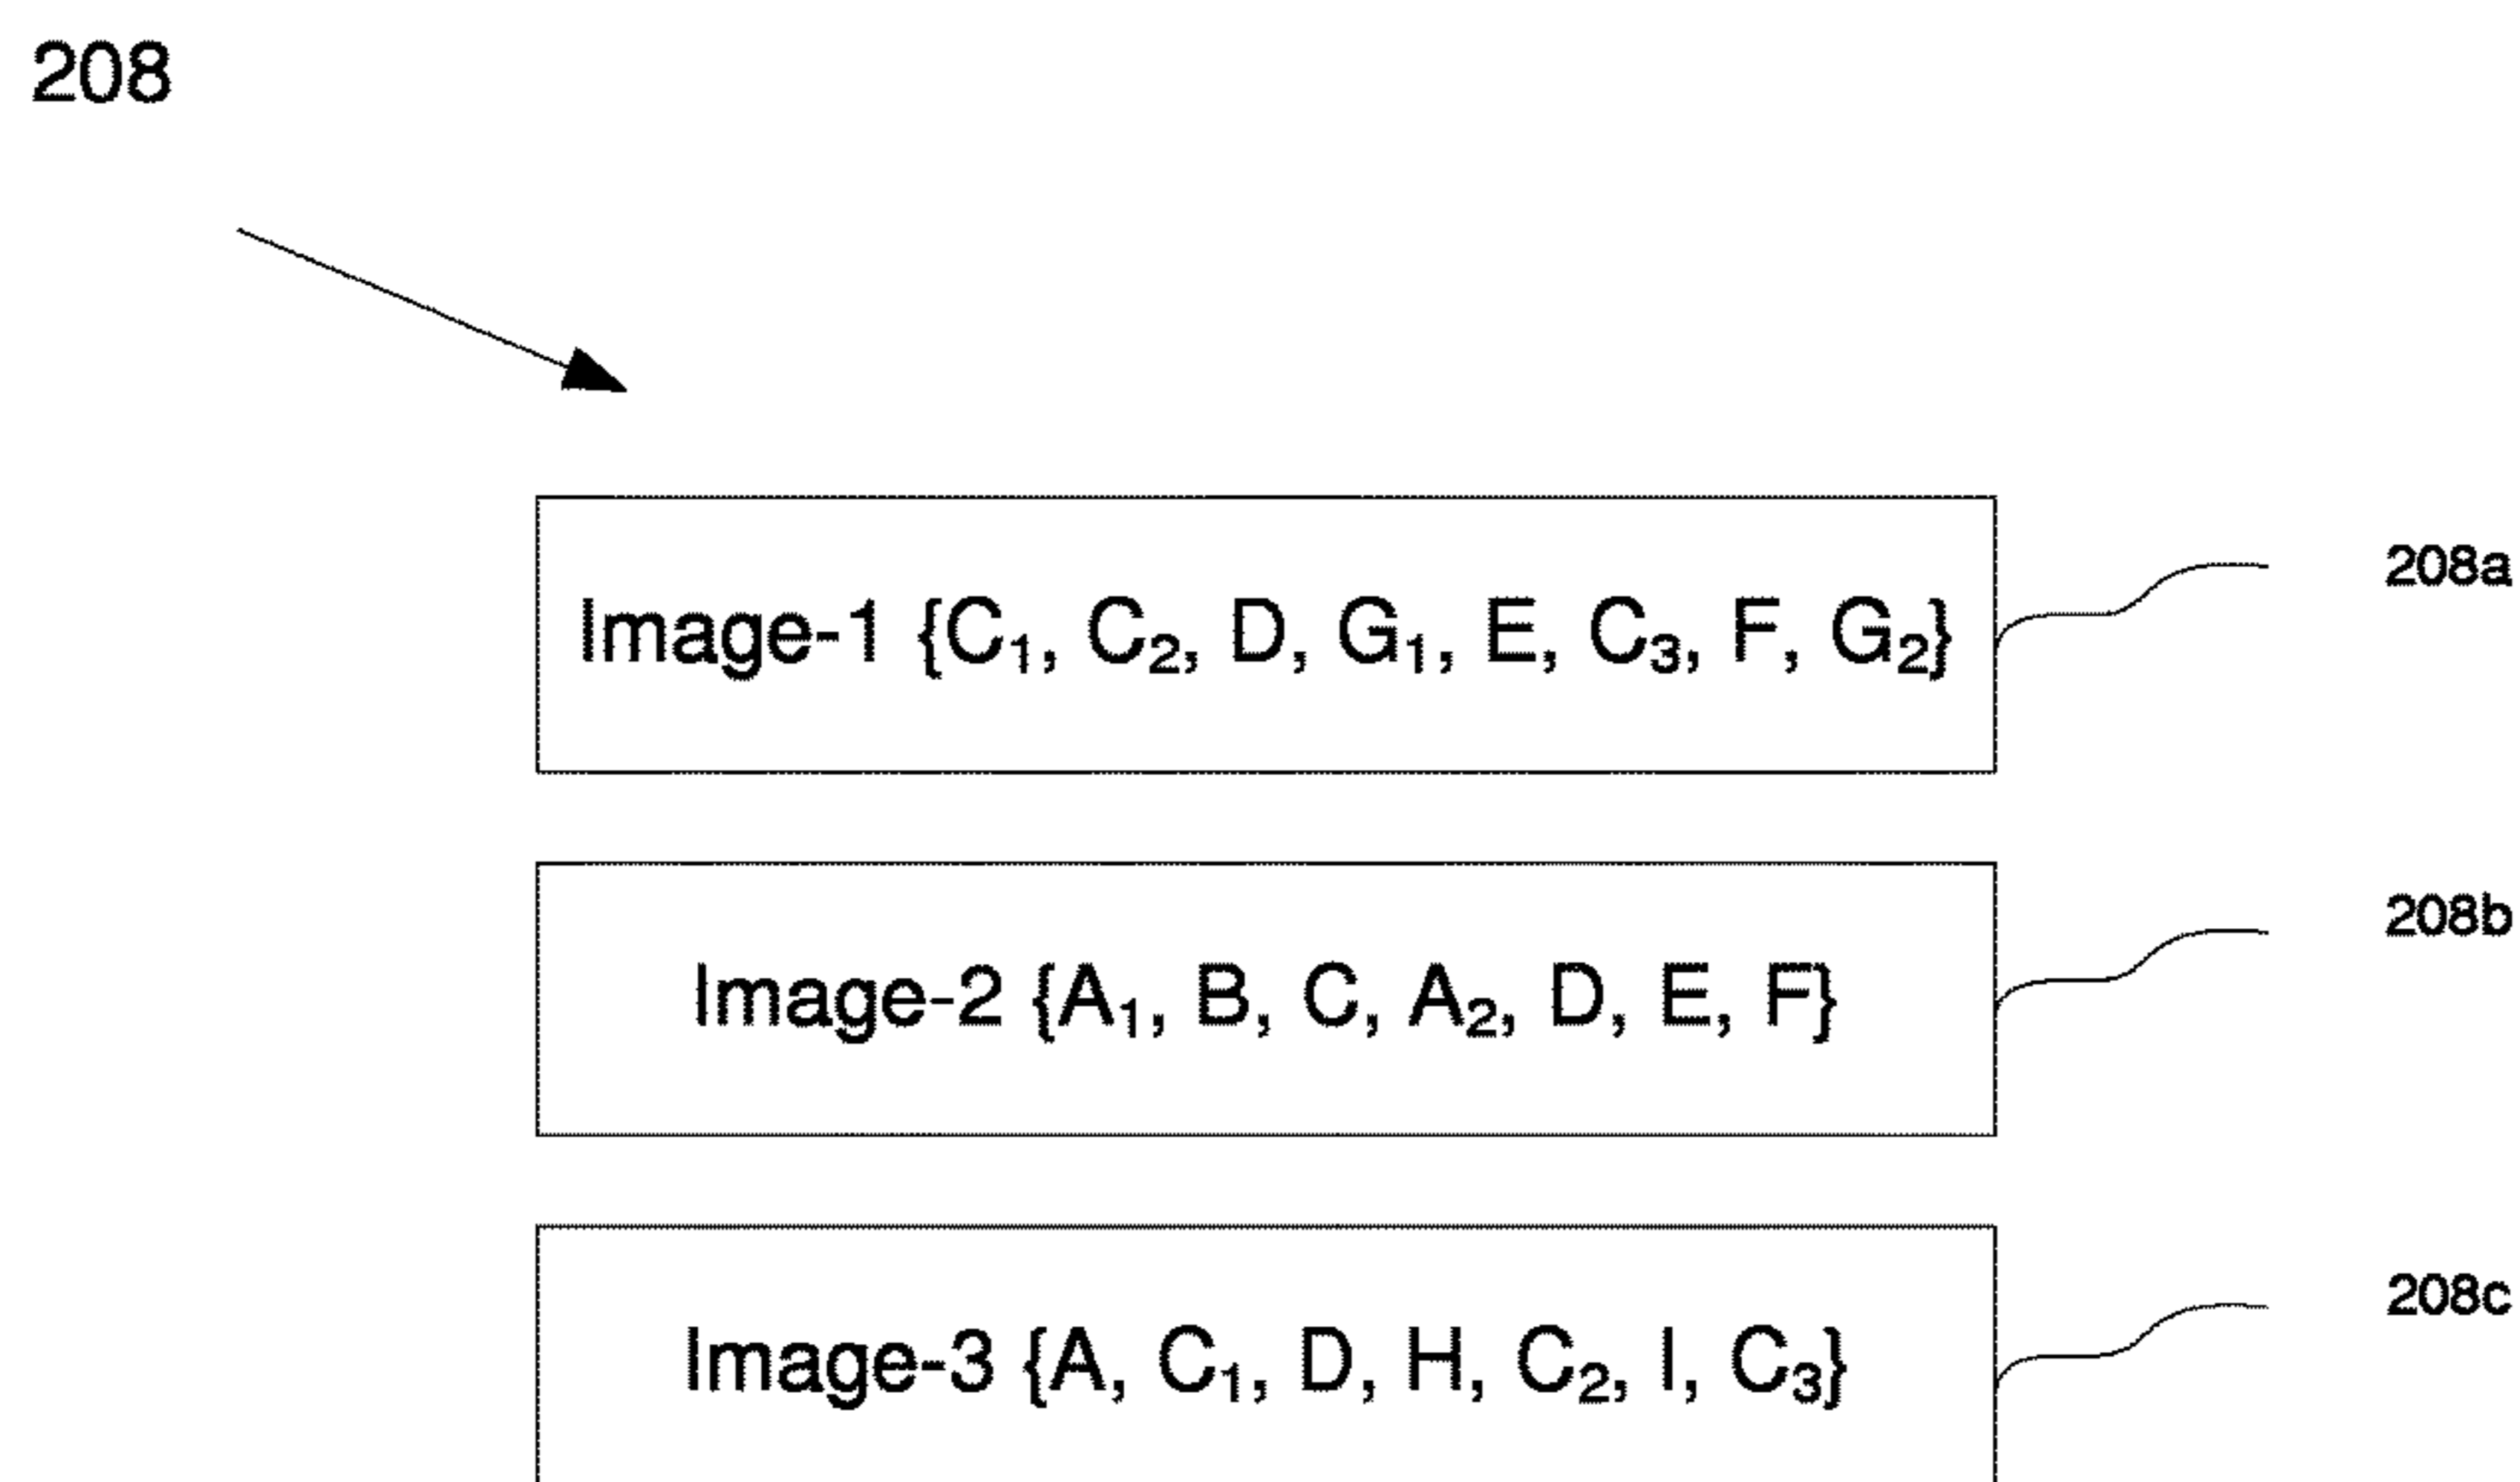 208
Image-1 {C₁, C₂, D, G₁, E, C₃, F, G₂}
208a
Image-2 {A₁, B, C, A₂, D, E, F}
208b
Image-3 {A, C₁, D, H, C₂, I, C₃}
208c